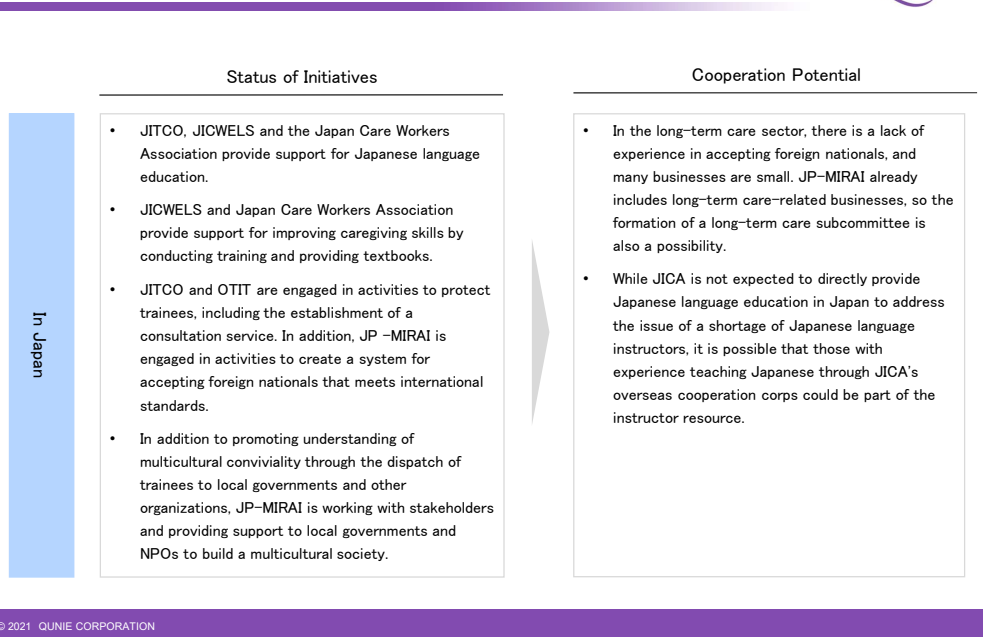 Status of Initiatives
Cooperation Potential
In Japan
• JITCO, JICWELS and the Japan Care Workers
Association provide support for Japanese language
education.
• JICWELS and Japan Care Workers Association
provide support for improving caregiving skills by
conducting training and providing textbooks.
• JITCO and OTIT are engaged in activities to protect
trainees, including the establishment of a
consultation service. In addition, JP −MIRAI is
engaged in activities to create a system for
accepting foreign nationals that meets international
standards.
• In addition to promoting understanding of
multicultural conviviality through the dispatch of
trainees to local governments and other
organizations, JP−MIRAI is working with stakeholders
and providing support to local governments and
NPOs to build a multicultural society.
• In the long−term care sector, there is a lack of
experience in accepting foreign nationals, and
many businesses are small. JP−MIRAI already
includes long−term care−related businesses, so the
formation of a long−term care subcommittee is
also a possibility.
• While JICA is not expected to directly provide
Japanese language education in Japan to address
the issue of a shortage of Japanese language
instructors, it is possible that those with
experience teaching Japanese through JICA's
overseas cooperation corps could be part of the
instructor resource.
© 2021 QUNIE CORPORATION